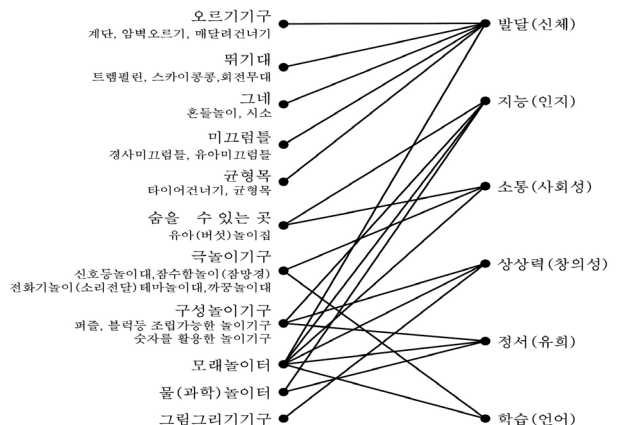 오르기기구
계단, 암벽오르기, 매달려건너기
뛰기대
트렘펄린, 스카이콩콩,회전무대
그네
흔들놀이, 시소
미끄럼틀
경사미끄럼틀, 유아미끄럼틀
균형목
타이어건너기, 균형목
숨을 수 있는 곳
유아(버섯)놀이집
극놀이기구
신호등놀이대,잠수함놀이(잠망경)
전화기놀이(소리전달)테마놀이대,까꿍놀이대
구성놀이기구
퍼즐, 블럭등 조립가능한 놀이기구
숫자를 활용한 놀이기구
모래놀이터
물(과학)놀이터
그림그리기기구
발달(신체)
지능(인지)
소통(사회성)
상상력(창의성)
정서(유희)
학습(언어)